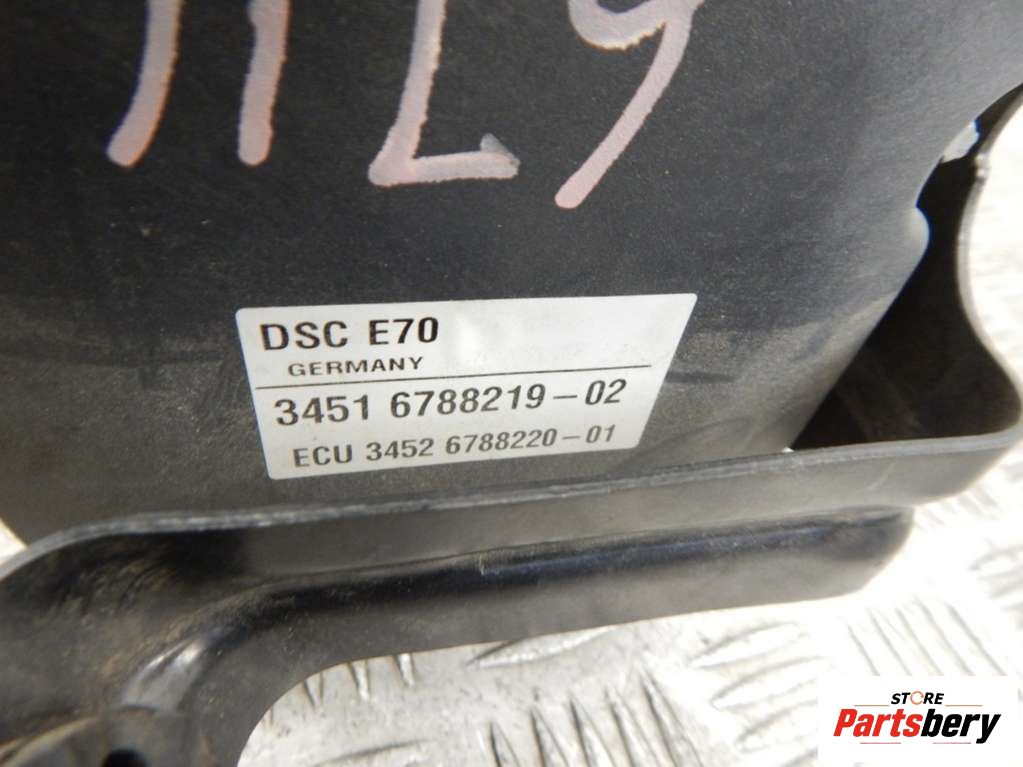 DSC E70
GERMANY
3451 6788219-02
ECU 3452 6788220-01
STORE
Partsbery